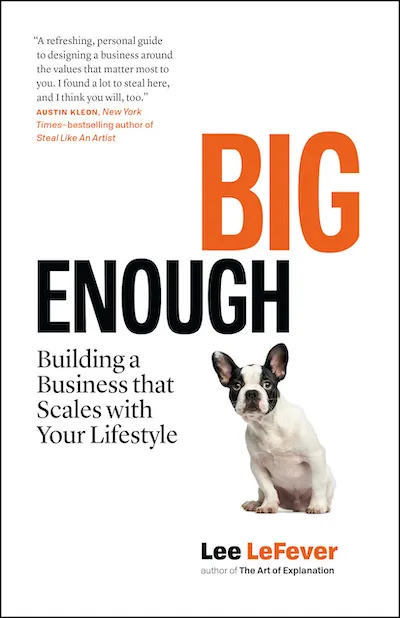 “A refreshing, personal guide
to designing a business around
the values that matter most to
you. I found a lot to steal here,
and I think you will, too.”
AUSTIN KLEON, New York
Times–bestselling author of
Steal Like An Artist
BIG
ENOUGH
Building a
Business that
Scales with
Your Lifestyle
Lee LeFever
author of The Art of Explanation